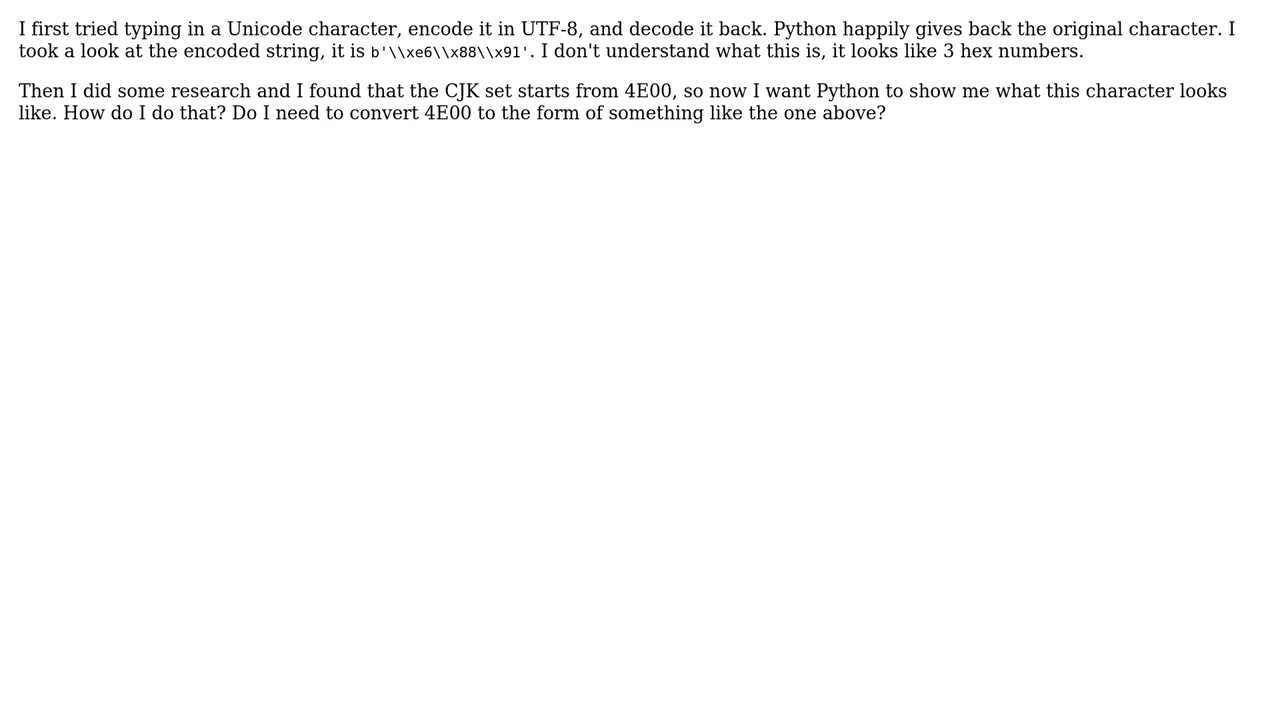 I first tried typing in a Unicode character, encode it in UTF-8, and decode it back. Python happily gives back the original character. I
took a look at the encoded string, it is b'\\xe6\\x88\\x91'. I don't understand what this is, it looks like 3 hex numbers.
Then I did some research and I found that the CJK set starts from 4E00, so now I want Python to show me what this character looks
like. How do I do that? Do I need to convert 4E00 to the form of something like the one above?